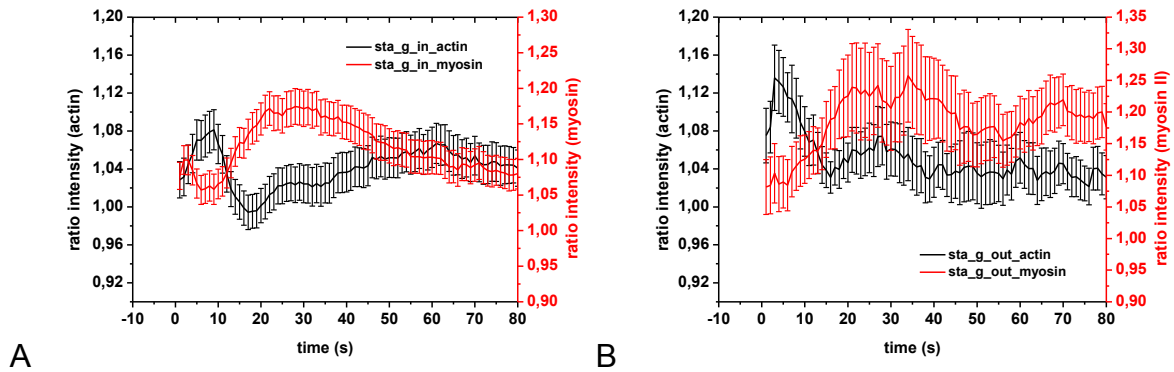 1,20
1,16
1,12
1,08
1,04
1,00
0,96
0,92
ratio intensity (actin)
sta_g_in_actin
sta_g_in_myosin
1,30
1,25
1,20
1,15
1,10
1,05
1,00
0,95
0,90
ratio intensity (myosin)
-10 0 10 20 30 40 50 60 70 80
time (s)
A
1,20
1,16
1,12
1,08
1,04
1,00
0,96
0,92
ratio intensity (actin)
sta_g_out_actin
sta_g_out_myosin
1,35
1,30
1,25
1,20
1,15
1,10
1,05
1,00
0,95
0,90
ratio intensity (myosin II)
-10 0 10 20 30 40 50 60 70 80
time (s)
B